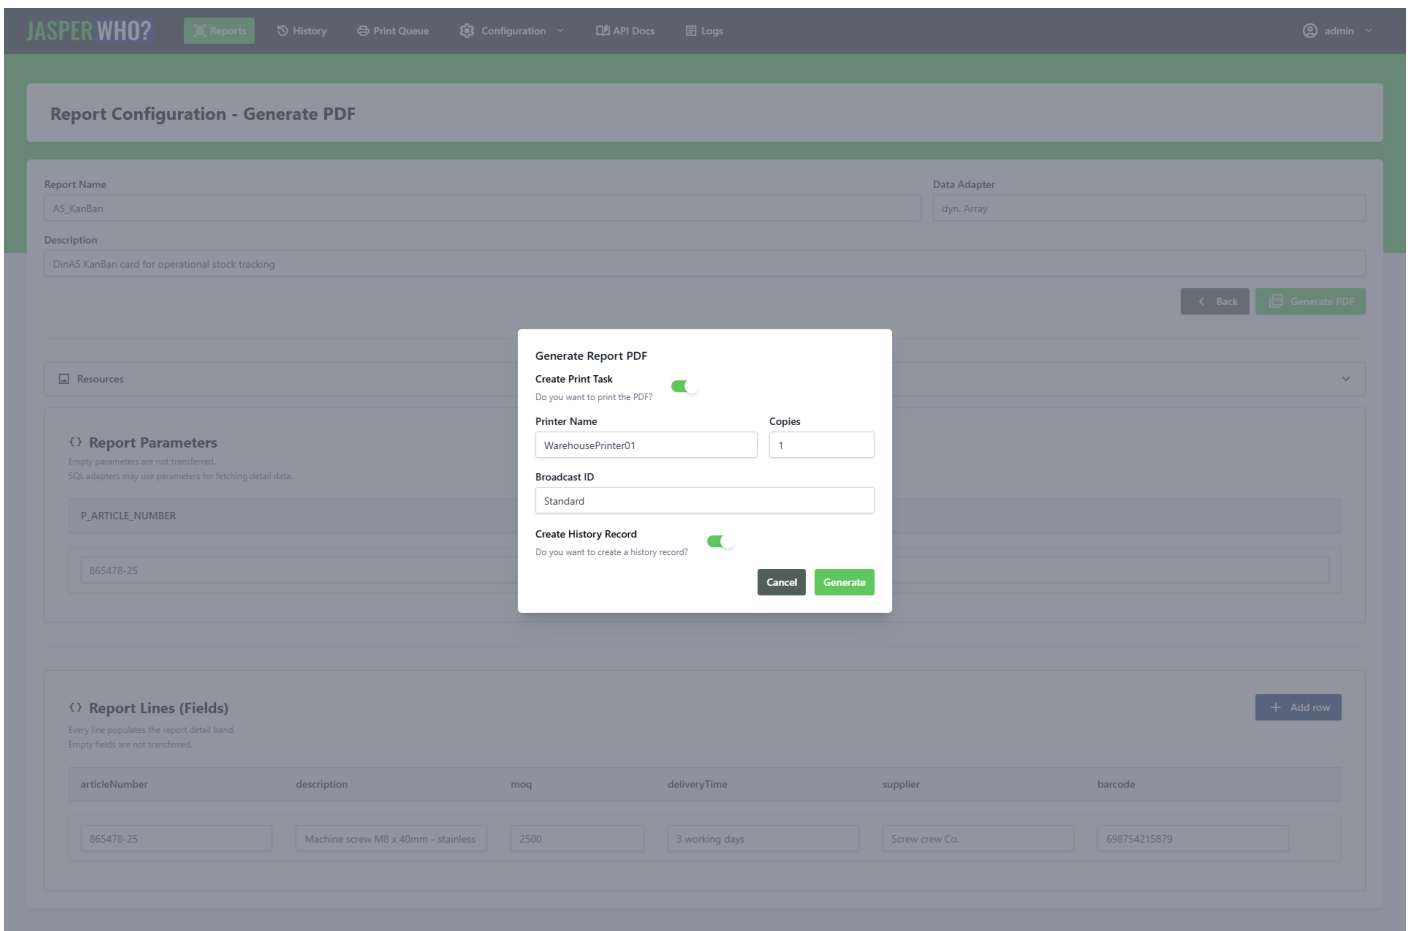 JASPER WHO?
Reports
History
Print Queue
Configuration
API Docs
Logs
admin
Report Configuration - Generate PDF
Report Name
Data Adapter
A5_KanBan
dyn. Array
Description
DinA5 KanBan card for operational stock tracking
Back
Generate PDF
Generate Report PDF
Create Print Task
Do you want to print the PDF?
Printer Name
Copies
WarehousePrinter01
1
Broadcast ID
Standard
Create History Record
Do you want to create a history record?
Cancel
Generate
Resources
Report Parameters
Empty parameters are not transferred.
SQL adapters may use parameters for fetching detail data.
P_ARTICLE_NUMBER
865478-25
Report Lines (Fields)
Every line populates the report detail band.
Empty fields are not transferred.
Add row
articleNumber
description
moq
deliveryTime
supplier
barcode
865478-25
Machine screw M8 x 40mm - stainless
2500
3 working days
Screw crew Co.
698754215879